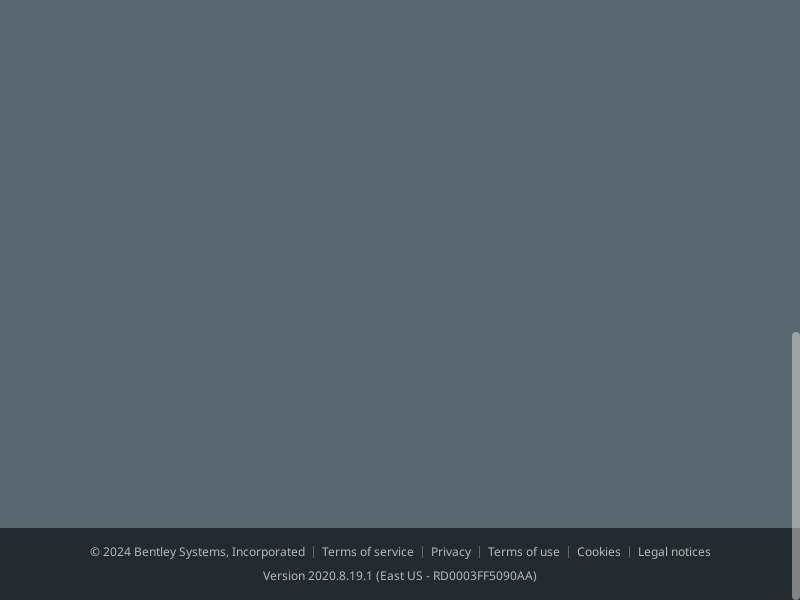 © 2024 Bentley Systems, Incorporated | Terms of service | Privacy | Terms of use | Cookies | Legal notices
Version 2020.8.19.1 (East US - RD0003FF5090AA)